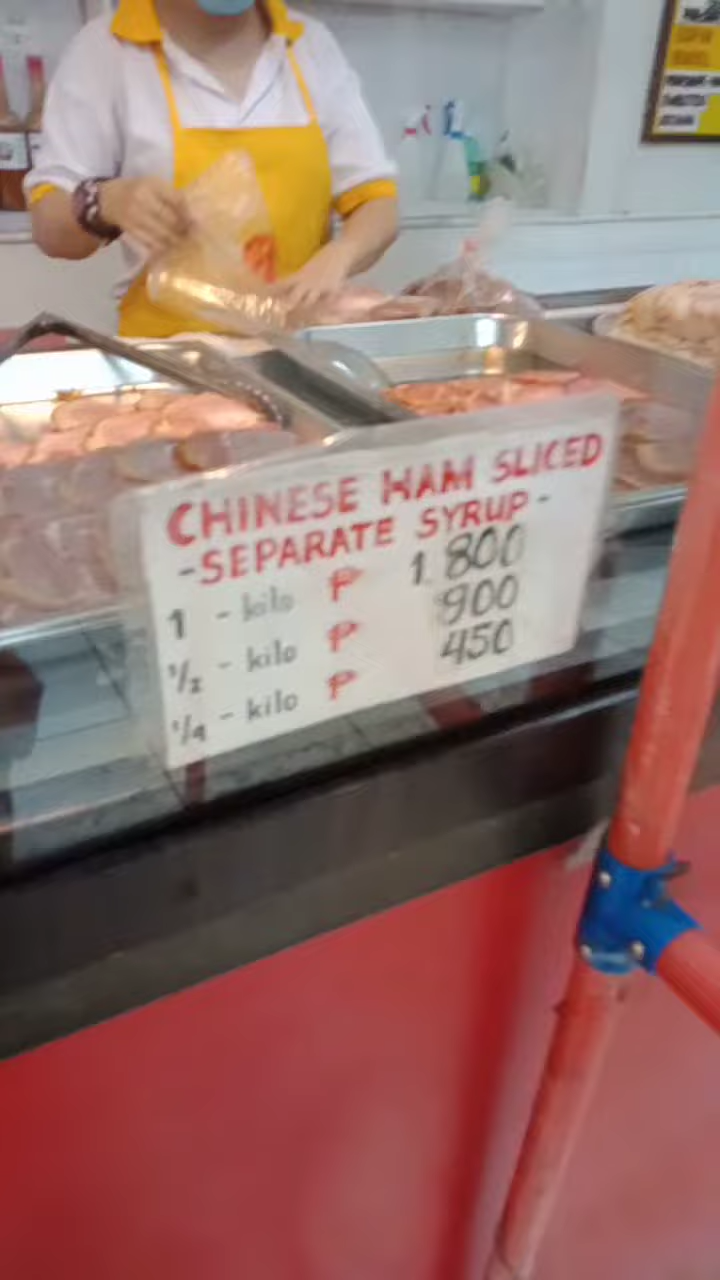 CHINESE HAM SLICED
-SEPARATE SYRUP-
1 - kilo ₱ 1.800
1/2 - kilo ₱ 900
1/4 - kilo ₱ 450